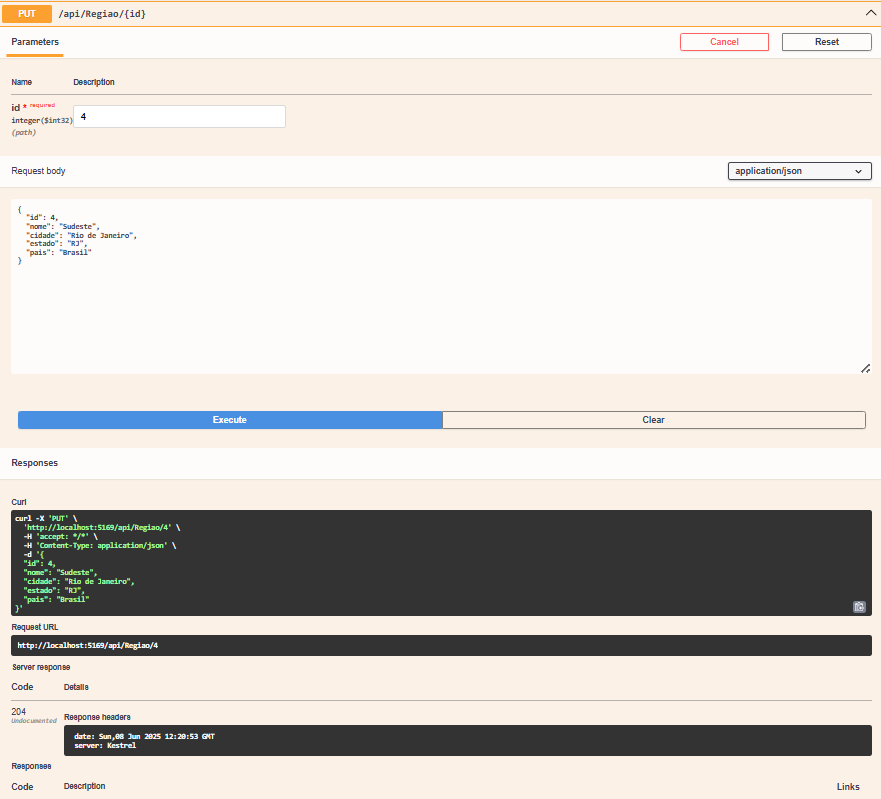 PUT /api/Regiao/{id}
Parameters Cancel Reset
Name Description
id * required
integer($int32)
(path)
4
Request body application/json
{
  "id": 4,
  "nome": "Sudeste",
  "cidade": "Rio de Janeiro",
  "estado": "RJ",
  "pais": "Brasil"
}
Execute Clear
Responses
Curl
curl -X 'PUT' \
  'http://localhost:5169/api/Regiao/4' \
  -H 'accept: */*' \
  -H 'Content-Type: application/json' \
  -d '{
  "id": 4,
  "nome": "Sudeste",
  "cidade": "Rio de Janeiro",
  "estado": "RJ",
  "pais": "Brasil"
}'
Request URL
http://localhost:5169/api/Regiao/4
Server response
Code Details
204
Undocumented
Response headers
date: Sun,08 Jun 2025 12:20:53 GMT
server: Kestrel
Responses
Code Description Links